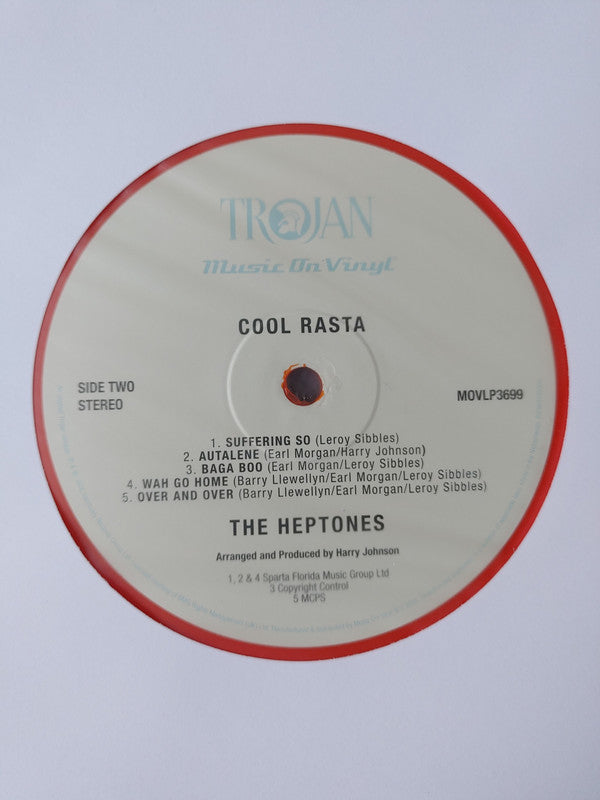 TROJAN
Music On Vinyl
COOL RASTA
SIDE TWO
STEREO
MOVLP3699
1. SUFFERING SO (Leroy Sibbles)
2. AUTALENE (Earl Morgan/Harry Johnson)
3. BAGA BOO (Earl Morgan/Leroy Sibbles)
4. WAH GO HOME (Barry Llewellyn/Earl Morgan/Leroy Sibbles)
5. OVER AND OVER (Barry Llewellyn/Earl Morgan/Leroy Sibbles)
THE HEPTONES
Arranged and Produced by Harry Johnson
1, 2 & 4 Sparta Florida Music Group Ltd
3 Copyright Control
5 MCPS